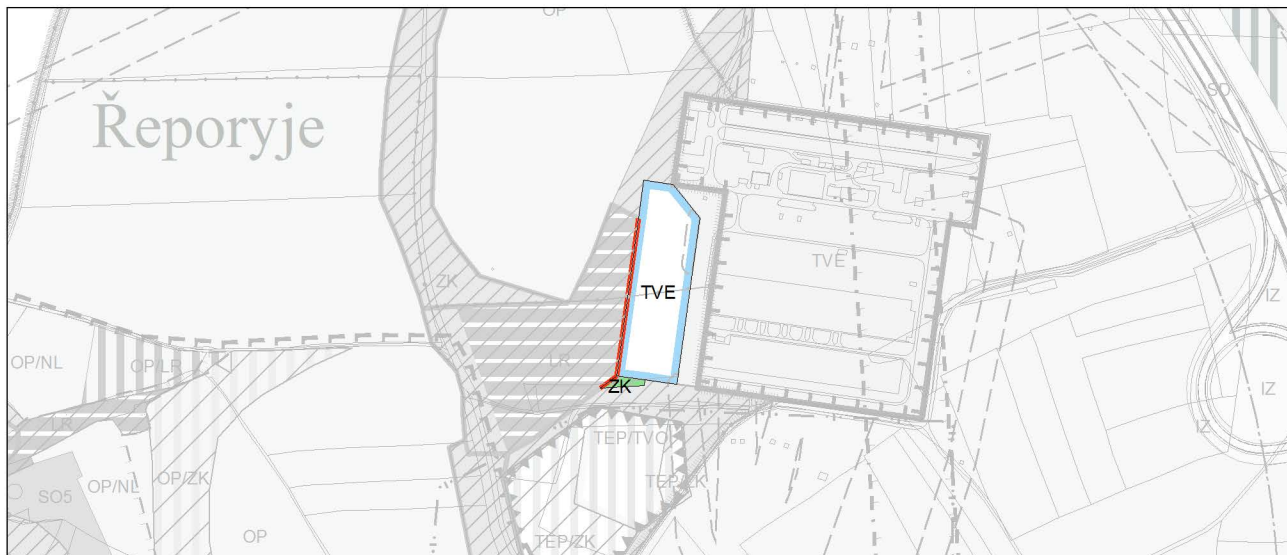 OP
SO
Řeporyje
TVE
ZK
TVE
IZ
OP/NL
OP/LR
LR
ZK
IZ
LR
IZ
TEP/TVO
SO5
OP/NL
OP/ZK
TEP/ZK
OP
TEP/ZK